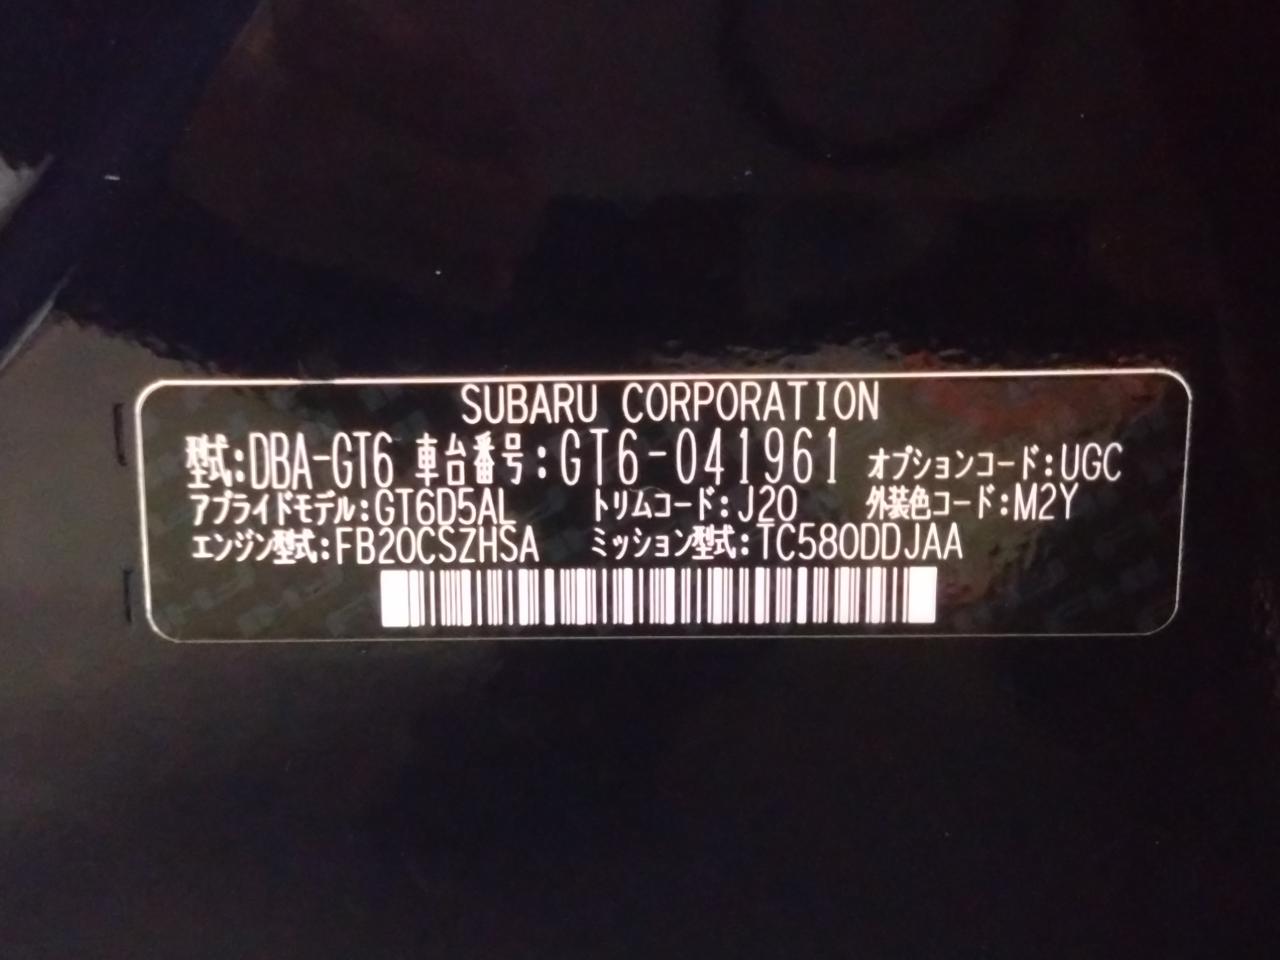 SUBARU CORPORATION
型式:DBA-GT6 車台番号:GT6-041961 オプションコード:UGC
アプライドモデル:GT6D5AL トリムコード:J20 外装色コード:M2Y
エンジン型式:FB20CSZHSA ミッション型式:TC580DDJAA